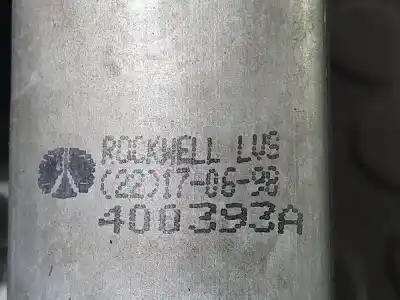 ROCKWELL LVS
(22)17-06-98
400393A